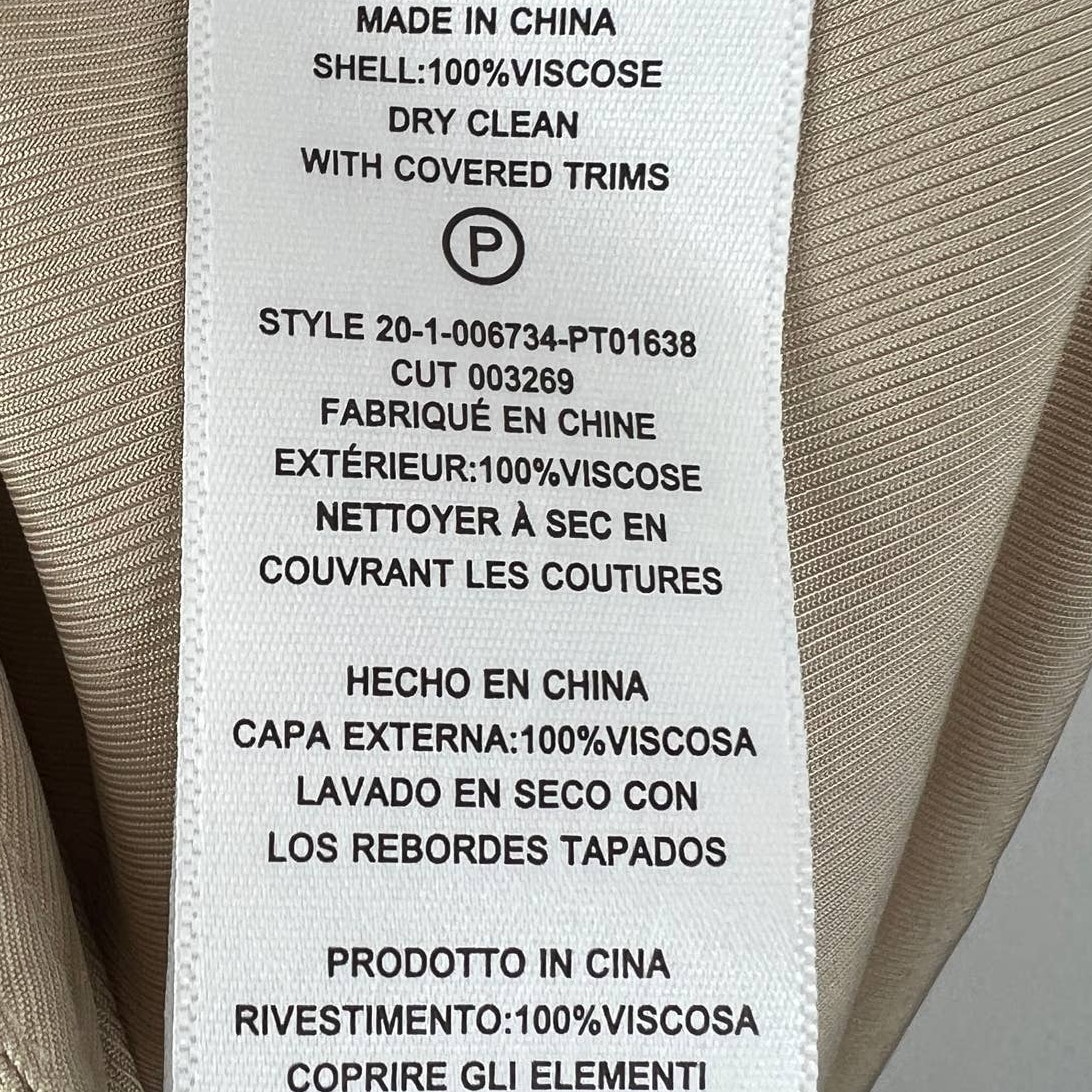 MADE IN CHINA
SHELL:100%VISCOSE
DRY CLEAN
WITH COVERED TRIMS
P
STYLE 20-1-006734-PT01638
CUT 003269
FABRIQUÉ EN CHINE
EXTÉRIEUR:100%VISCOSE
NETTOYER À SEC EN
COUVRANT LES COUTURES
HECHO EN CHINA
CAPA EXTERNA:100%VISCOSA
LAVADO EN SECO CON
LOS REBORDES TAPADOS
PRODOTTO IN CINA
RIVESTIMENTO:100%VISCOSA
COPRIRE GLI ELEMENTI